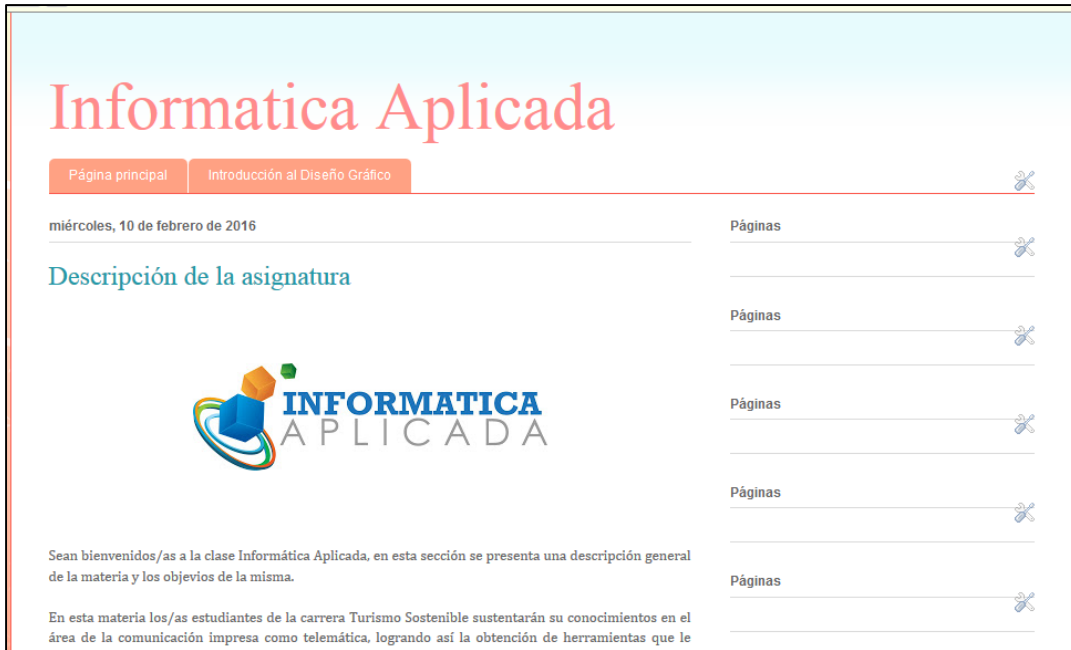 Informatica Aplicada
Página principal
Introducción al Diseño Gráfico
miércoles, 10 de febrero de 2016
Descripción de la asignatura
INFORMATICA
APLICADA
Sean bienvenidos/as a la clase Informática Aplicada, en esta sección se presenta una descripción general
de la materia y los objevios de la misma.
En esta materia los/as estudiantes de la carrera Turismo Sostenible sustentarán su conocimientos en el
área de la comunicación impresa como telemática, logrando así la obtención de herramientas que le
Páginas
Páginas
Páginas
Páginas
Páginas